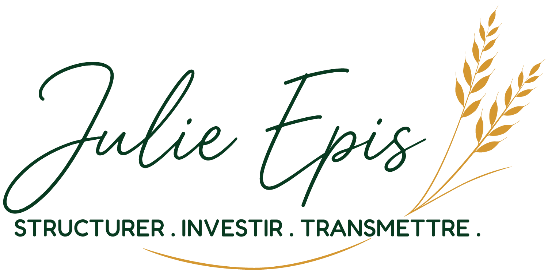 Julie Epis
STRUCTURER . INVESTIR . TRANSMETTRE .